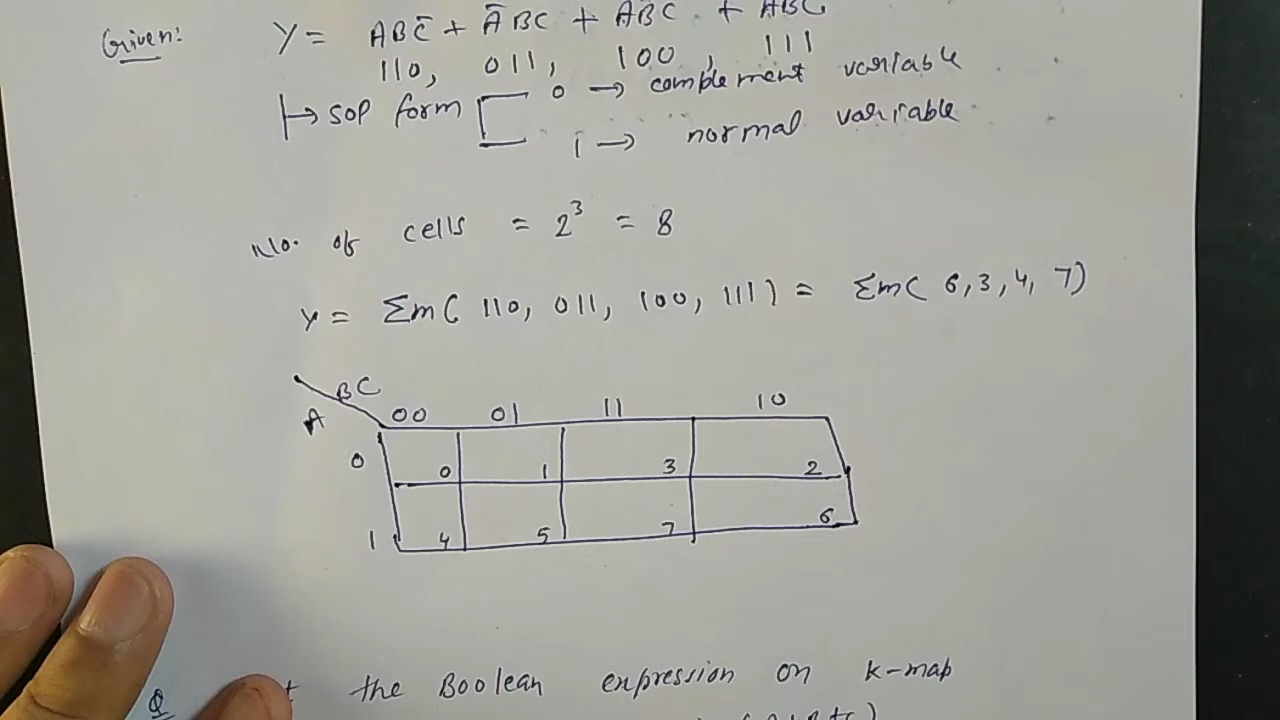 Given: Y = ABC̄ + ĀBC + AB̄C̄ + ABC
110, 011, 100, 111
↦ SOP form [ 0 → complement variable
1 → normal variable
No. of cells = 2³ = 8
Y = Σm( 110, 011, 100, 111) = Σm( 6,3,4,7)
BC
A 00 01 11 10
0 0 1 3 2
1 4 5 7 6
Q the Boolean expression on k-map